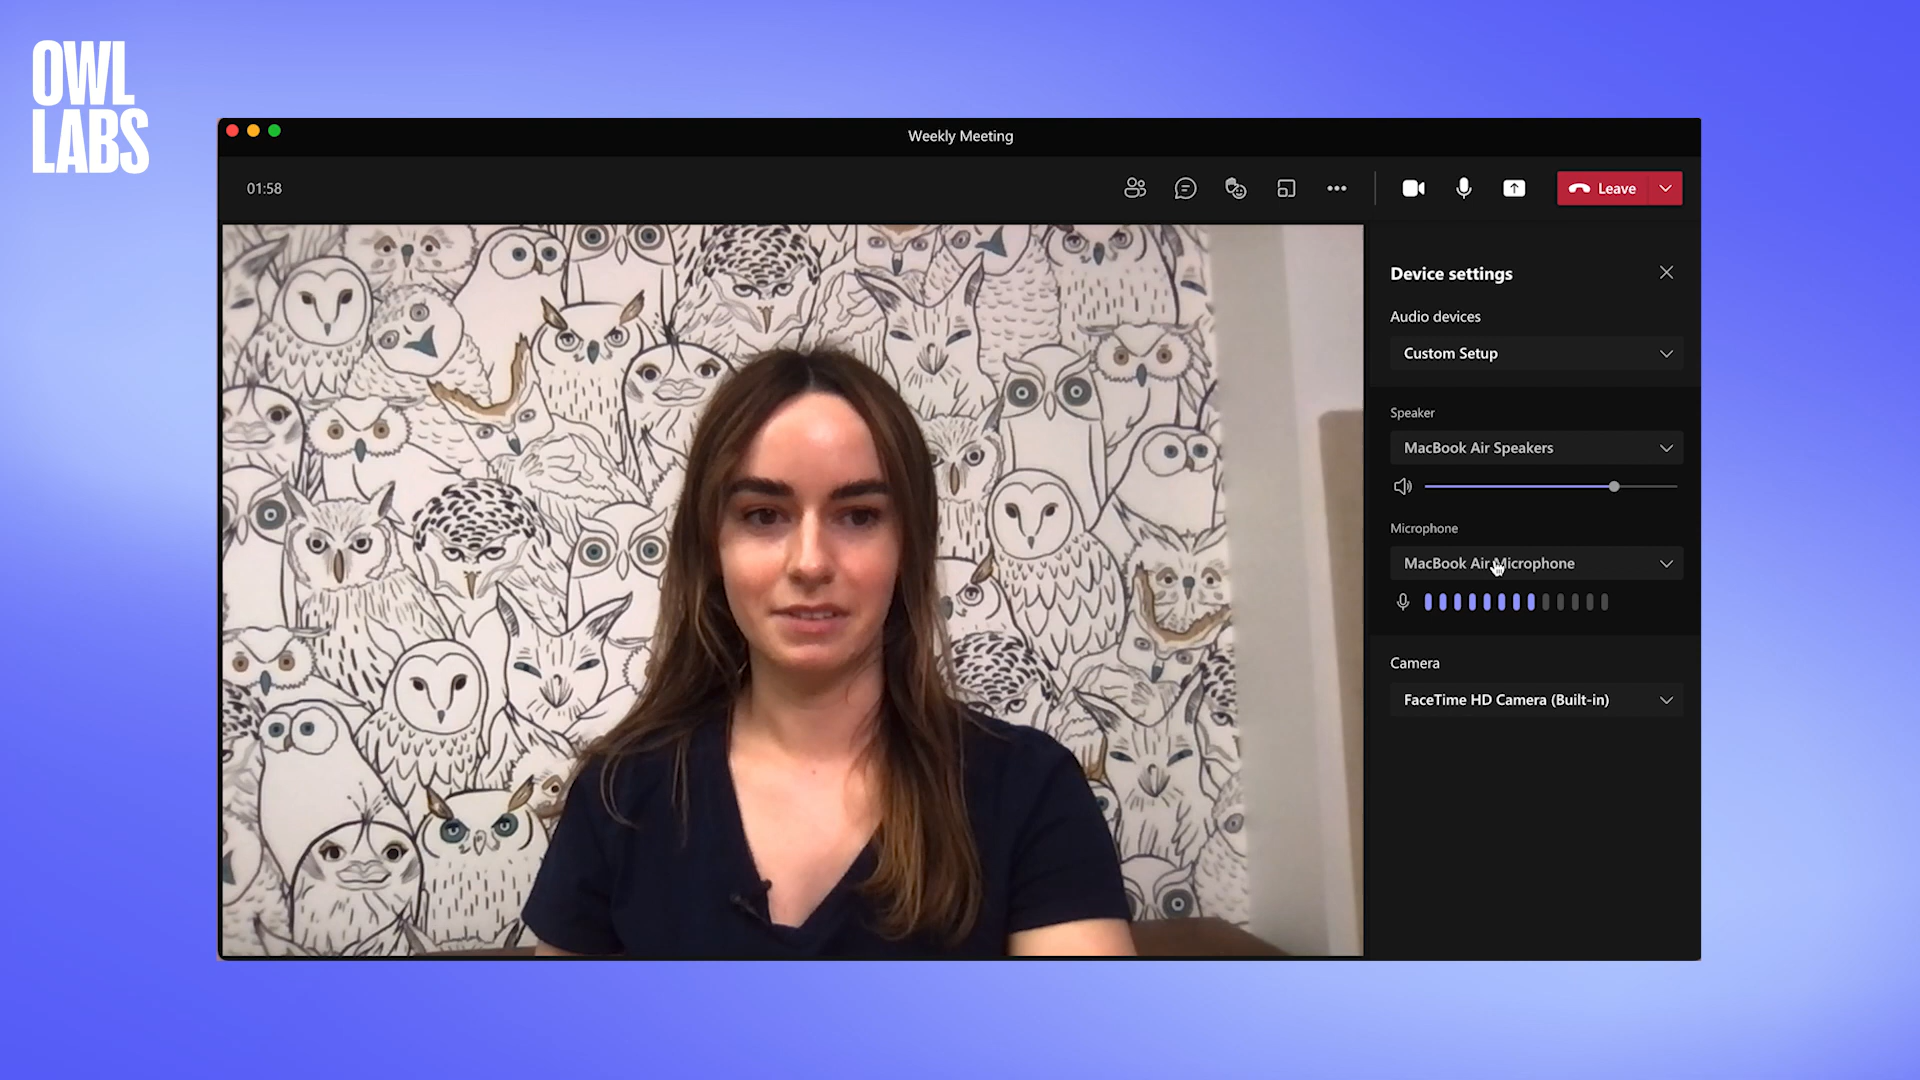 OWL
LABS
Weekly Meeting
01:58
Leave
Device settings
Audio devices
Custom Setup
Speaker
MacBook Air Speakers
Microphone
MacBook Air Microphone
Camera
FaceTime HD Camera (Built-in)